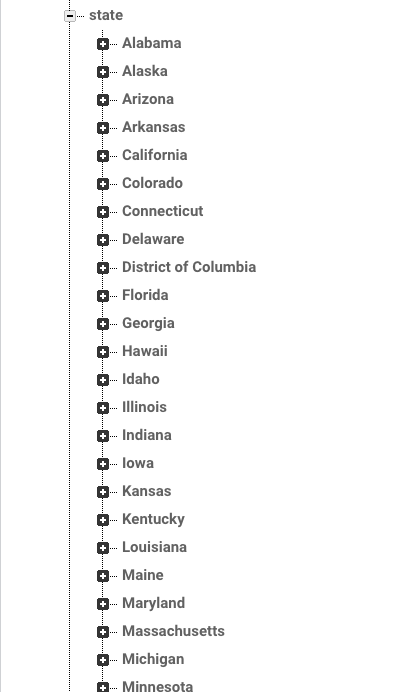 state
Alabama
Alaska
Arizona
Arkansas
California
Colorado
Connecticut
Delaware
District of Columbia
Florida
Georgia
Hawaii
Idaho
Illinois
Indiana
Iowa
Kansas
Kentucky
Louisiana
Maine
Maryland
Massachusetts
Michigan
Minnesota